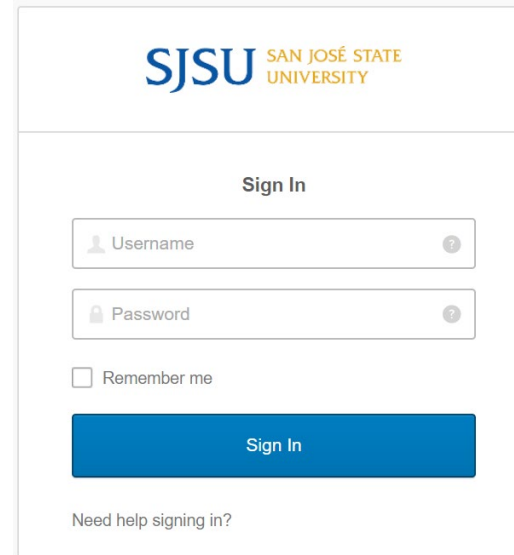 SJSU SAN JOSÉ STATE
UNIVERSITY
Sign In
Username ?
Password ?
Remember me
Sign In
Need help signing in?